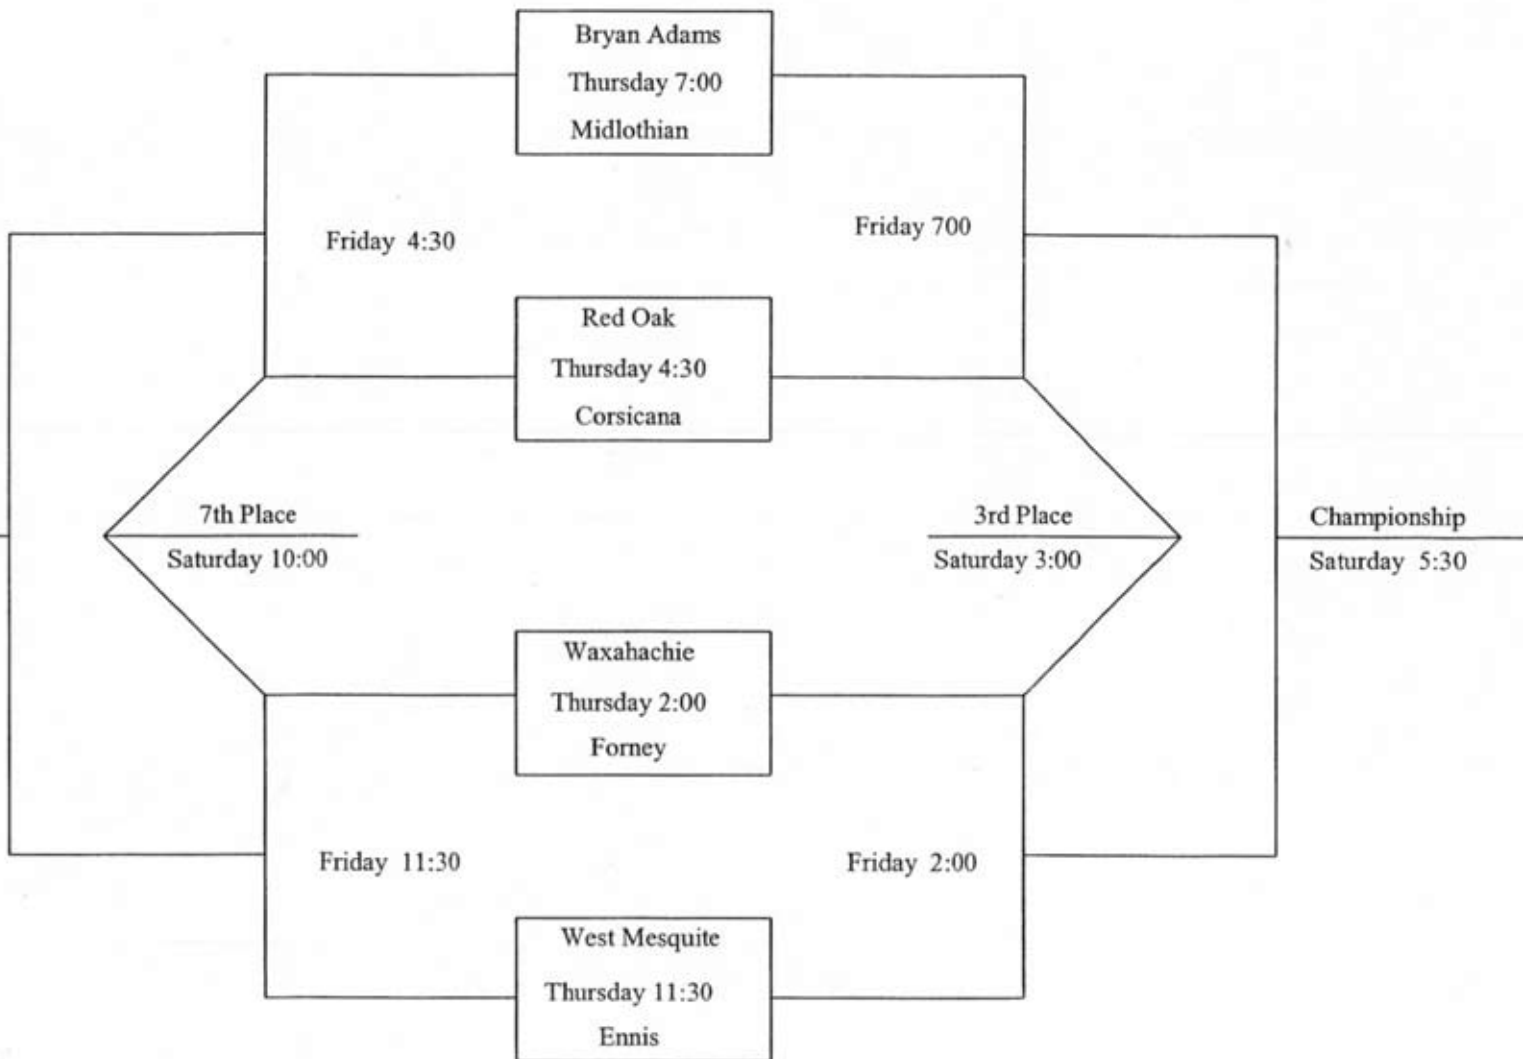 Bryan Adams
Thursday 7:00
Midlothian
Friday 4:30
Friday 700
Red Oak
Thursday 4:30
Corsicana
7th Place
Saturday 10:00
3rd Place
Saturday 3:00
Championship
Saturday 5:30
Waxahachie
Thursday 2:00
Forney
Friday 11:30
Friday 2:00
West Mesquite
Thursday 11:30
Ennis